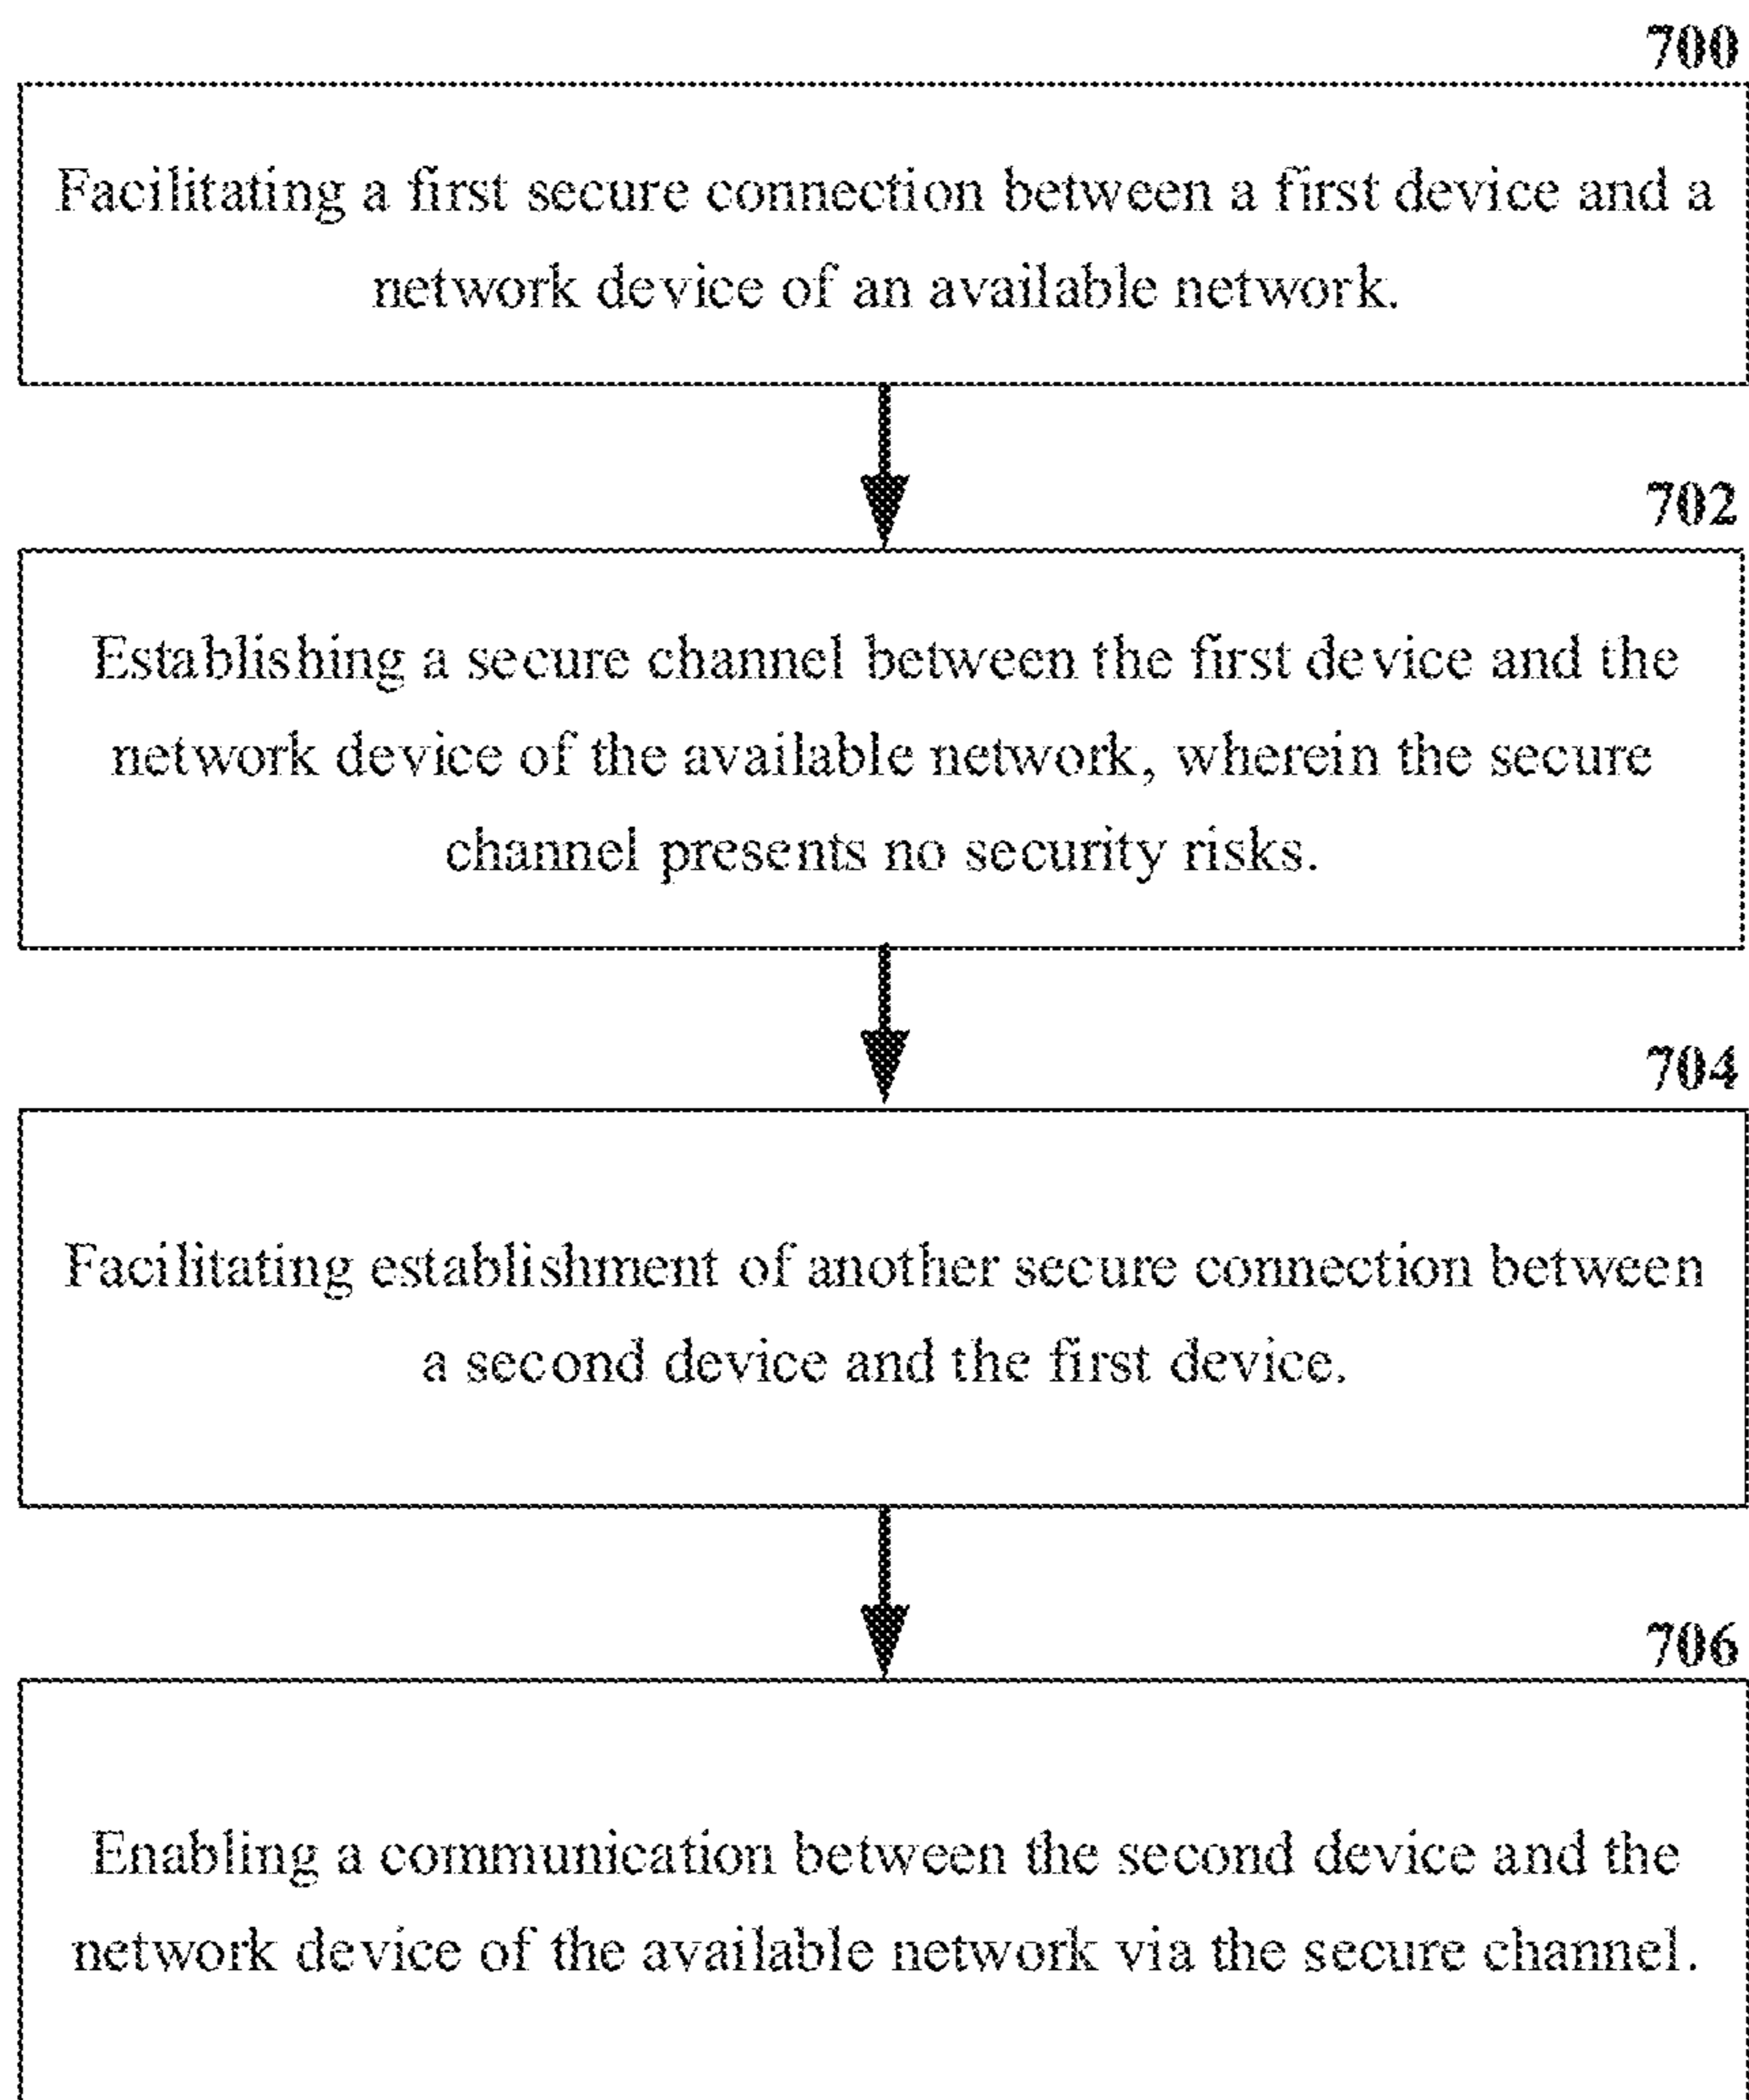 700
Facilitating a first secure connection between a first device and a
network device of an available network.
702
Establishing a secure channel between the first device and the
network device of the available network, wherein the secure
channel presents no security risks.
704
Facilitating establishment of another secure connection between
a second device and the first device.
706
Enabling a communication between the second device and the
network device of the available network via the secure channel.